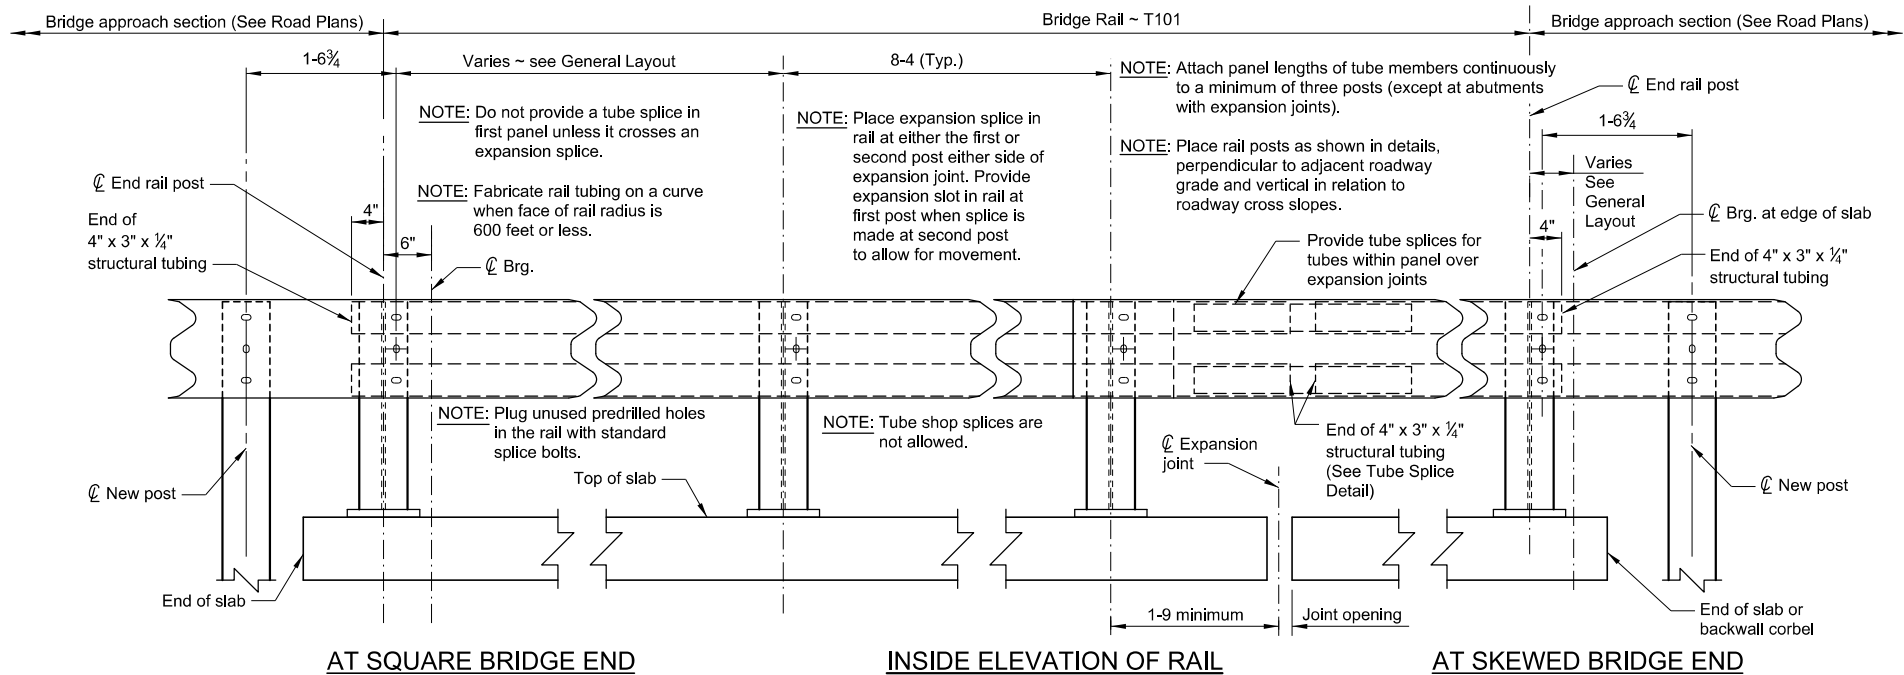 Bridge approach section (See Road Plans)
Bridge Rail ~ T101
Bridge approach section (See Road Plans)
1-6¾
Varies ~ see General Layout
8-4 (Typ.)
NOTE: Attach panel lengths of tube members continuously
to a minimum of three posts (except at abutments
with expansion joints).
℄ End rail post
1-6¾
NOTE: Do not provide a tube splice in
first panel unless it crosses an
expansion splice.
NOTE: Place expansion splice in
rail at either the first or
second post either side of
expansion joint. Provide
expansion slot in rail at
first post when splice is
made at second post
to allow for movement.
NOTE: Place rail posts as shown in details,
perpendicular to adjacent roadway
grade and vertical in relation to
roadway cross slopes.
Varies
See
General
Layout
℄ End rail post
NOTE: Fabricate rail tubing on a curve
when face of rail radius is
600 feet or less.
End of
4" x 3" x ¼"
structural tubing
4"
6"
℄ Brg.
Provide tube splices for
tubes within panel over
expansion joints
4"
℄ Brg. at edge of slab
End of 4" x 3" x ¼"
structural tubing
NOTE: Plug unused predrilled holes
in the rail with standard
splice bolts.
NOTE: Tube shop splices are
not allowed.
℄ Expansion
joint
End of 4" x 3" x ¼"
structural tubing
(See Tube Splice
Detail)
℄ New post
Top of slab
℄ New post
End of slab
1-9 minimum
Joint opening
End of slab or
backwall corbel
AT SQUARE BRIDGE END
INSIDE ELEVATION OF RAIL
AT SKEWED BRIDGE END